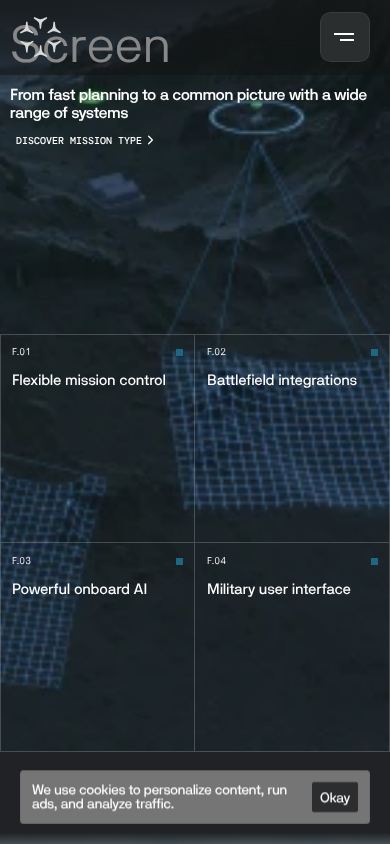 Screen
From fast planning to a common picture with a wide
range of systems
DISCOVER MISSION TYPE
F.01
Flexible mission control
F.02
Battlefield integrations
F.03
Powerful onboard AI
F.04
Military user interface
We use cookies to personalize content, run
ads, and analyze traffic.
Okay